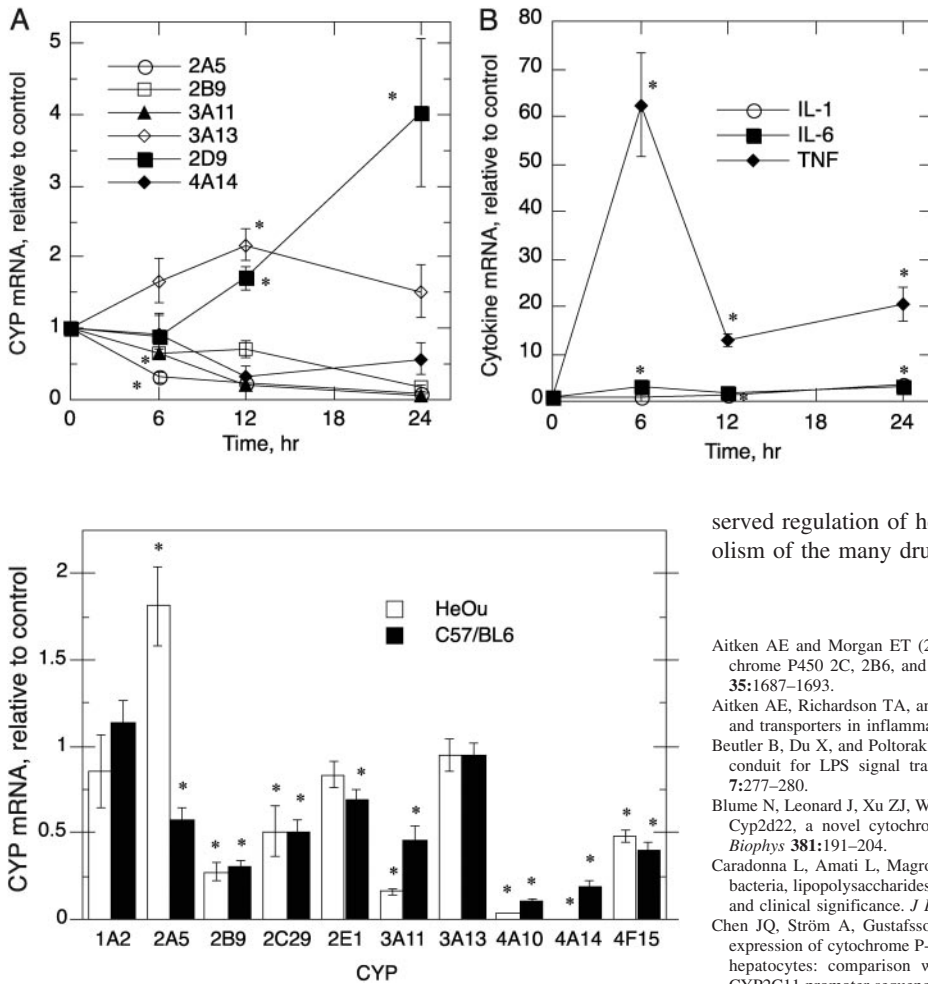 A
CYP mRNA, relative to control
5
4
3
2
1
0
2A5
2B9
3A11
3A13
2D9
4A14
*
*
*
*
*
0 6 12 18 24
Time, hr
B
Cytokine mRNA, relative to control
80
70
60
50
40
30
20
10
0
IL-1
IL-6
TNF
*
*
*
*
*
*
0 6 12 18 24
Time, hr
CYP mRNA, relative to control
2
1.5
1
0.5
0
HeOu
C57/BL6
*
*
* *
* *
*
* *
* *
* *
* *
1A2 2A5 2B9 2C29 2E1 3A11 3A13 4A10 4A14 4F15
CYP
served regulation of he
olism of the many dru
Aitken AE and Morgan ET (2
chrome P450 2C, 2B6, and
35:1687–1693.
Aitken AE, Richardson TA, an
and transporters in inflamma
Beutler B, Du X, and Poltorak
conduit for LPS signal tra
7:277–280.
Blume N, Leonard J, Xu ZJ, W
Cyp2d22, a novel cytochro
Biophys 381:191–204.
Caradonna L, Amati L, Magro
bacteria, lipopolysaccharides
and clinical significance. J I
Chen JQ, Ström A, Gustafsso
expression of cytochrome P-
hepatocytes: comparison w